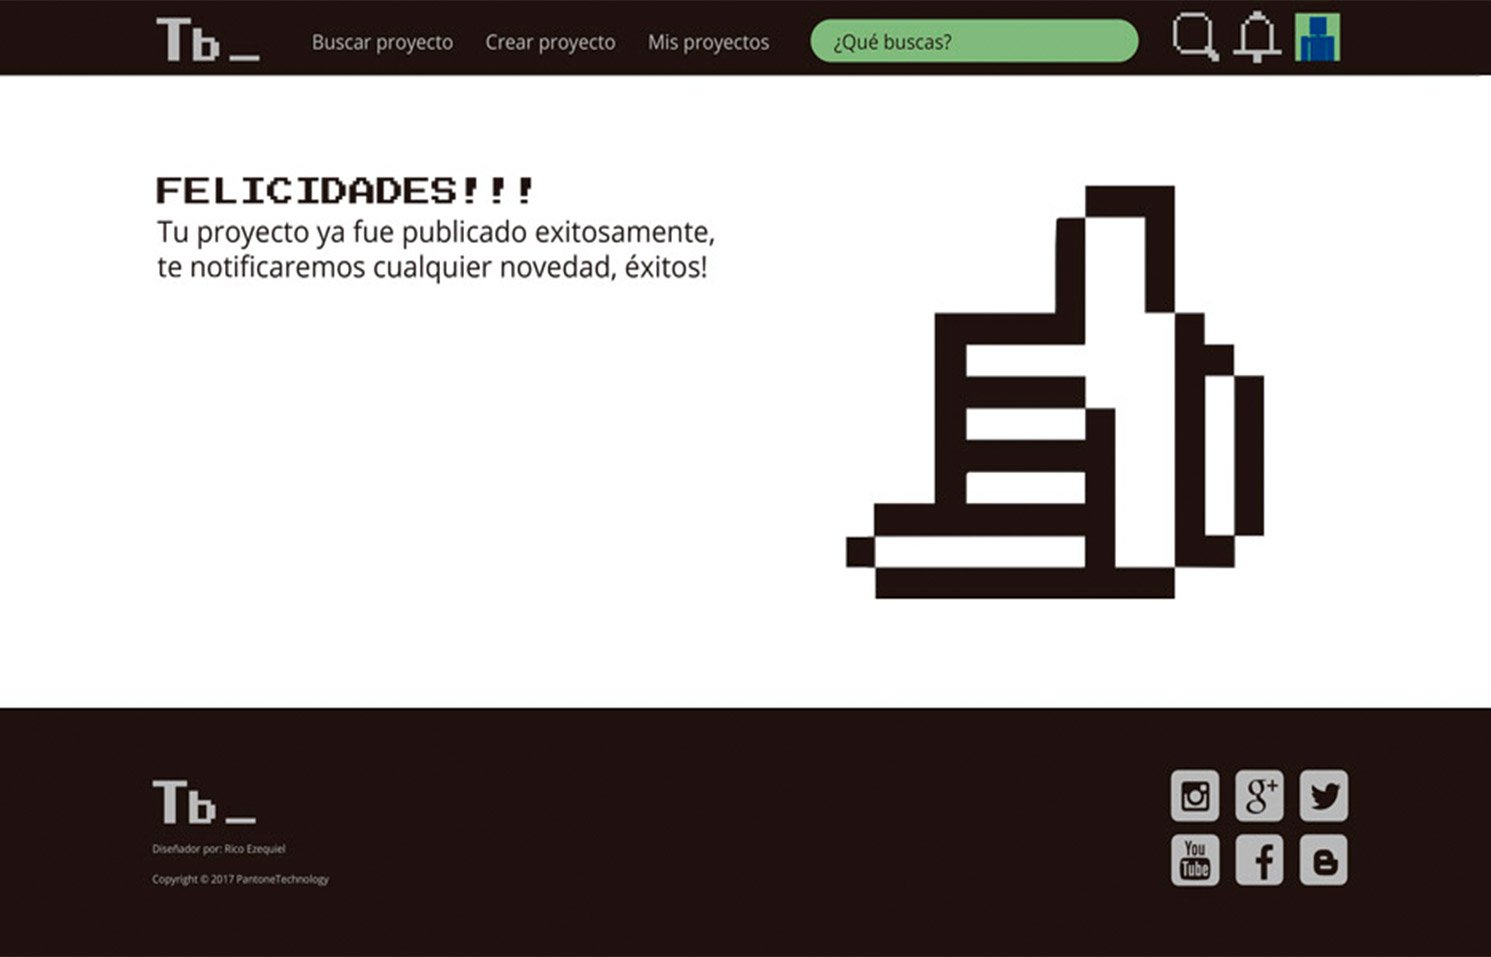 Tb_
Buscar proyecto
Crear proyecto
Mis proyectos
¿Qué buscas?
FELICIDADES!!!
Tu proyecto ya fue publicado exitosamente,
te notificaremos cualquier novedad, éxitos!
Tb_
Diseñador por: Rico Ezequiel
Copyright © 2017 PantoneTechnology
g+
You
Tube
f
B